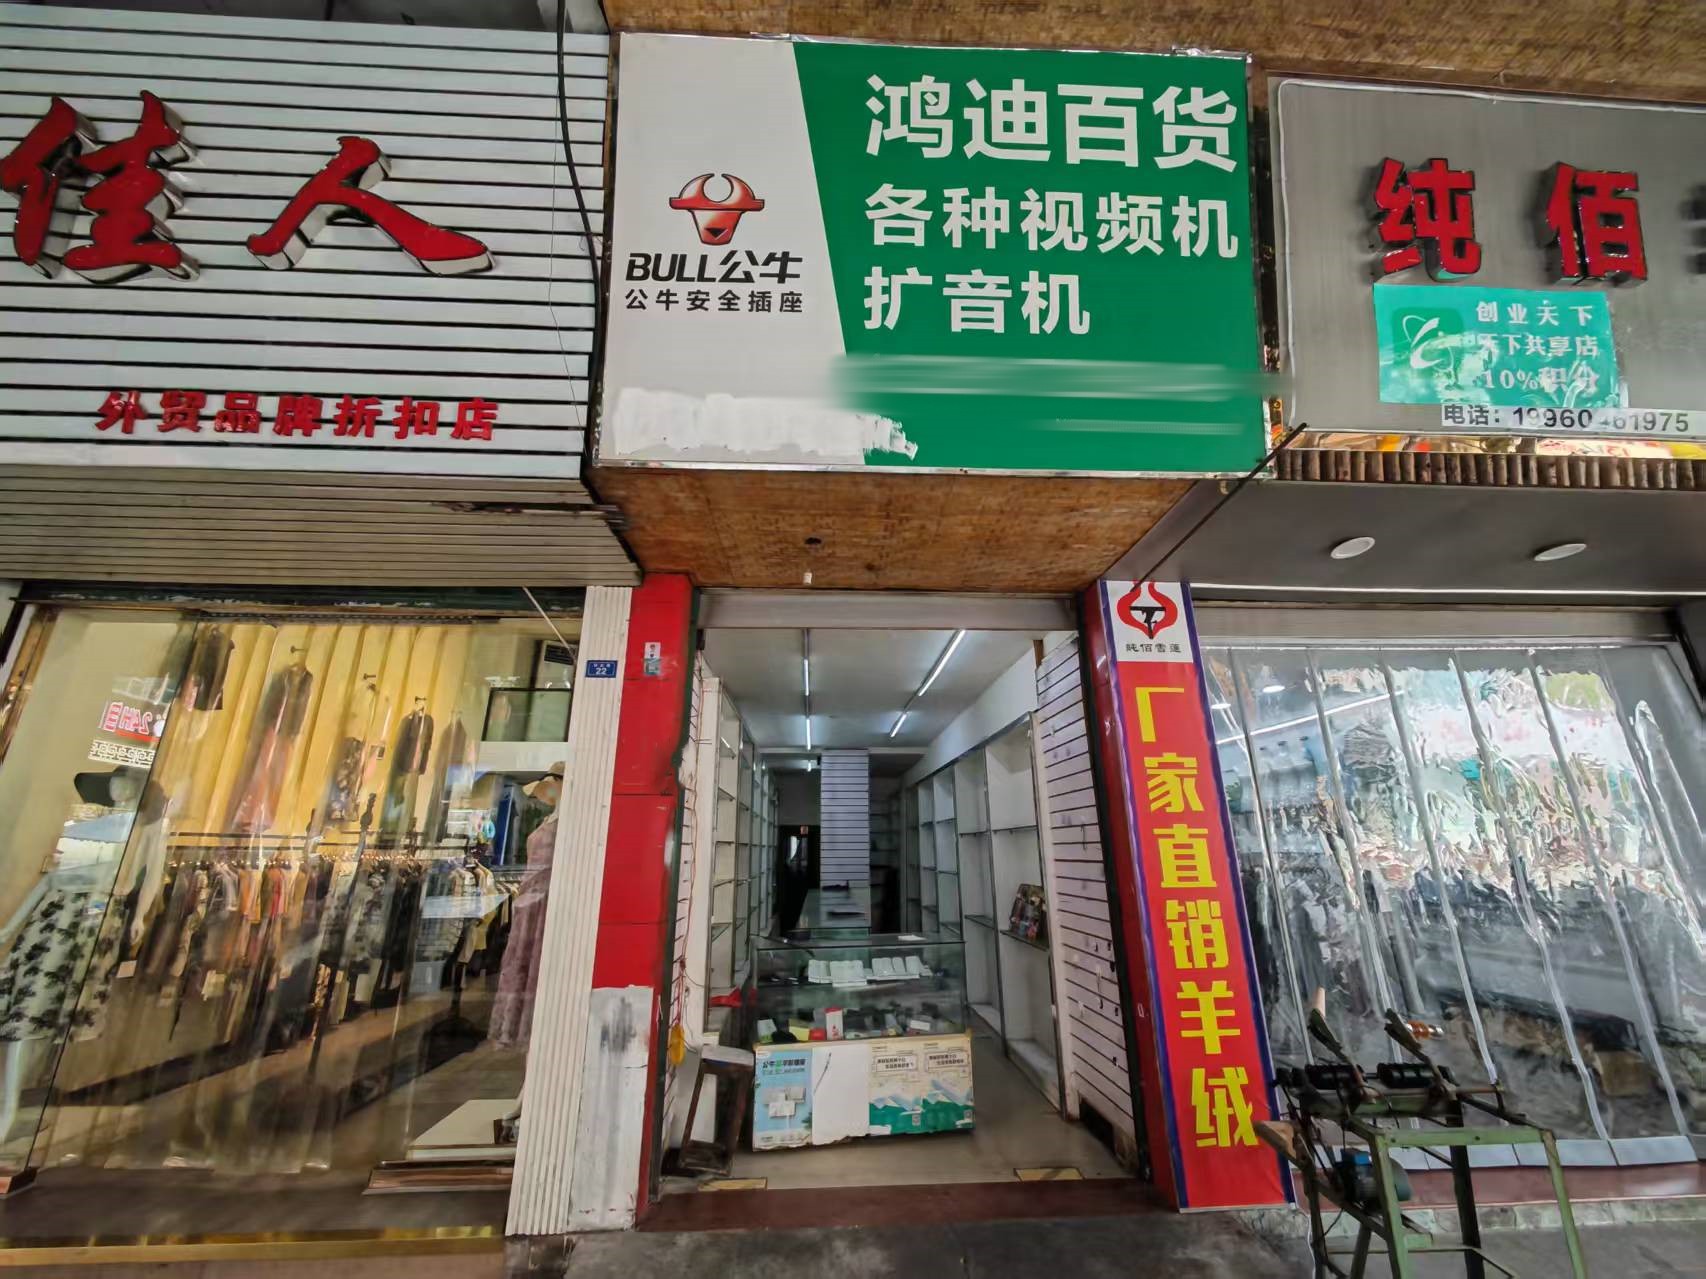 佳人
外贸品牌折扣店
鸿迪百货
各种视频机
扩音机
BULL公牛
公牛安全插座
纯佰
创业天下
天下共享店
10%积分
电话：19960461975
22
纯佰雪莲
厂家直销羊绒